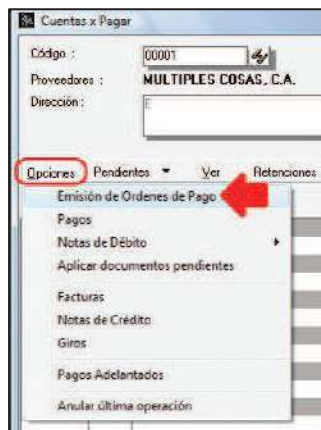 Cuentas x Pagar
Código : 00001
Proveedores : MULTIPLES COSAS, C.A.
Dirección : E
Opciones Pendientes Ver Retenciones
Emisión de Ordenes de Pago
Pagos
Notas de Débito
Aplicar documentos pendientes
Facturas
Notas de Crédito
Giros
Pagos Adelantados
Anular última operación